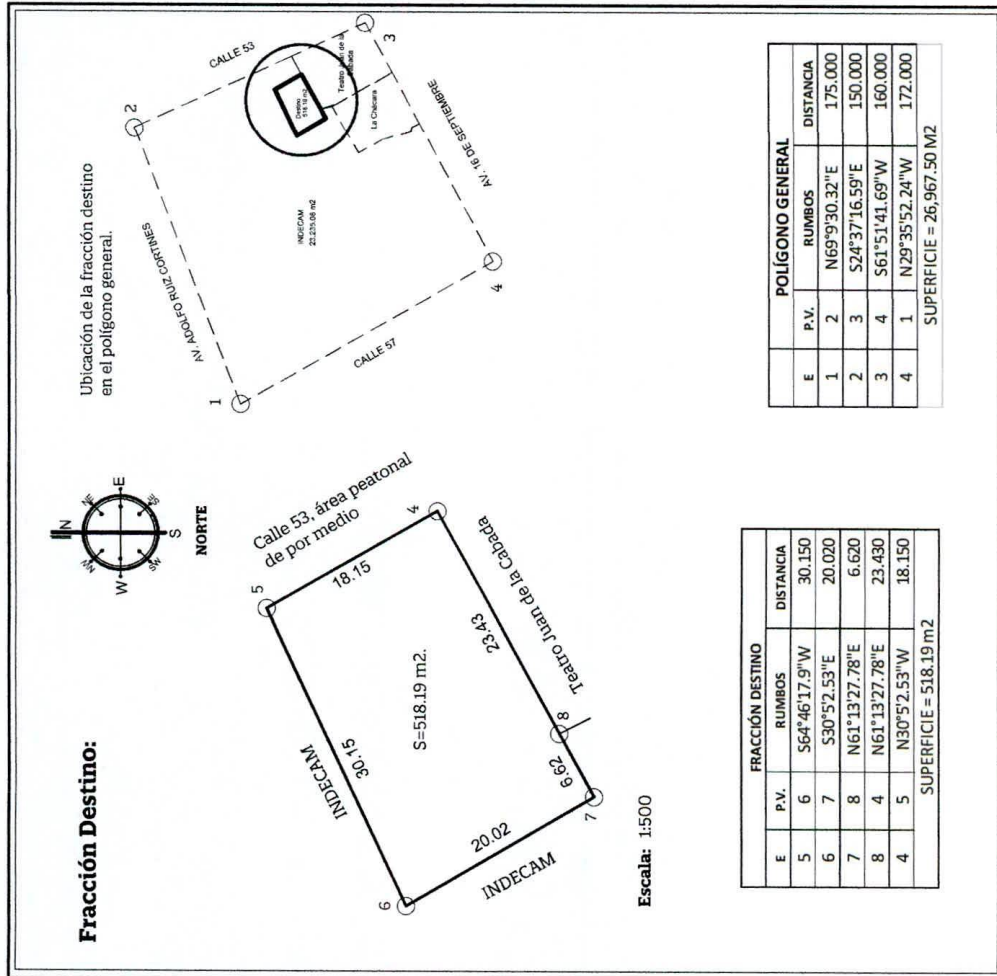 Fracción Destino:
N
NE
E
SE
S
SW
W
NW
NORTE
Ubicación de la fracción destino
en el polígono general.
5
Calle 53, área peatonal
de por medio
18.15
4
INDECAM
30.15
S=518.19 m2.
23.43
Teatro Juan de la Cabada
8
6.62
7
20.02
INDECAM
6
Escala: 1:500
1
AV. ADOLFO RUIZ CORTINES
2
CALLE 53
3
Destino
518.19 m2
Teatro Juan de la
Cabada
La Chácara
INDECAM
23,235.08 m2
AV. 16 DE SEPTIEMBRE
CALLE 57
4
FRACCIÓN DESTINO
E P.V. RUMBOS DISTANCIA
5 6 S64°46'17.9"W 30.150
6 7 S30°5'2.53"E 20.020
7 8 N61°13'27.78"E 6.620
8 4 N61°13'27.78"E 23.430
4 5 N30°5'2.53"W 18.150
SUPERFICIE = 518.19 m2
POLÍGONO GENERAL
E P.V. RUMBOS DISTANCIA
1 2 N69°9'30.32"E 175.000
2 3 S24°37'16.59"E 150.000
3 4 S61°51'41.69"W 160.000
4 1 N29°35'52.24"W 172.000
SUPERFICIE = 26,967.50 M2